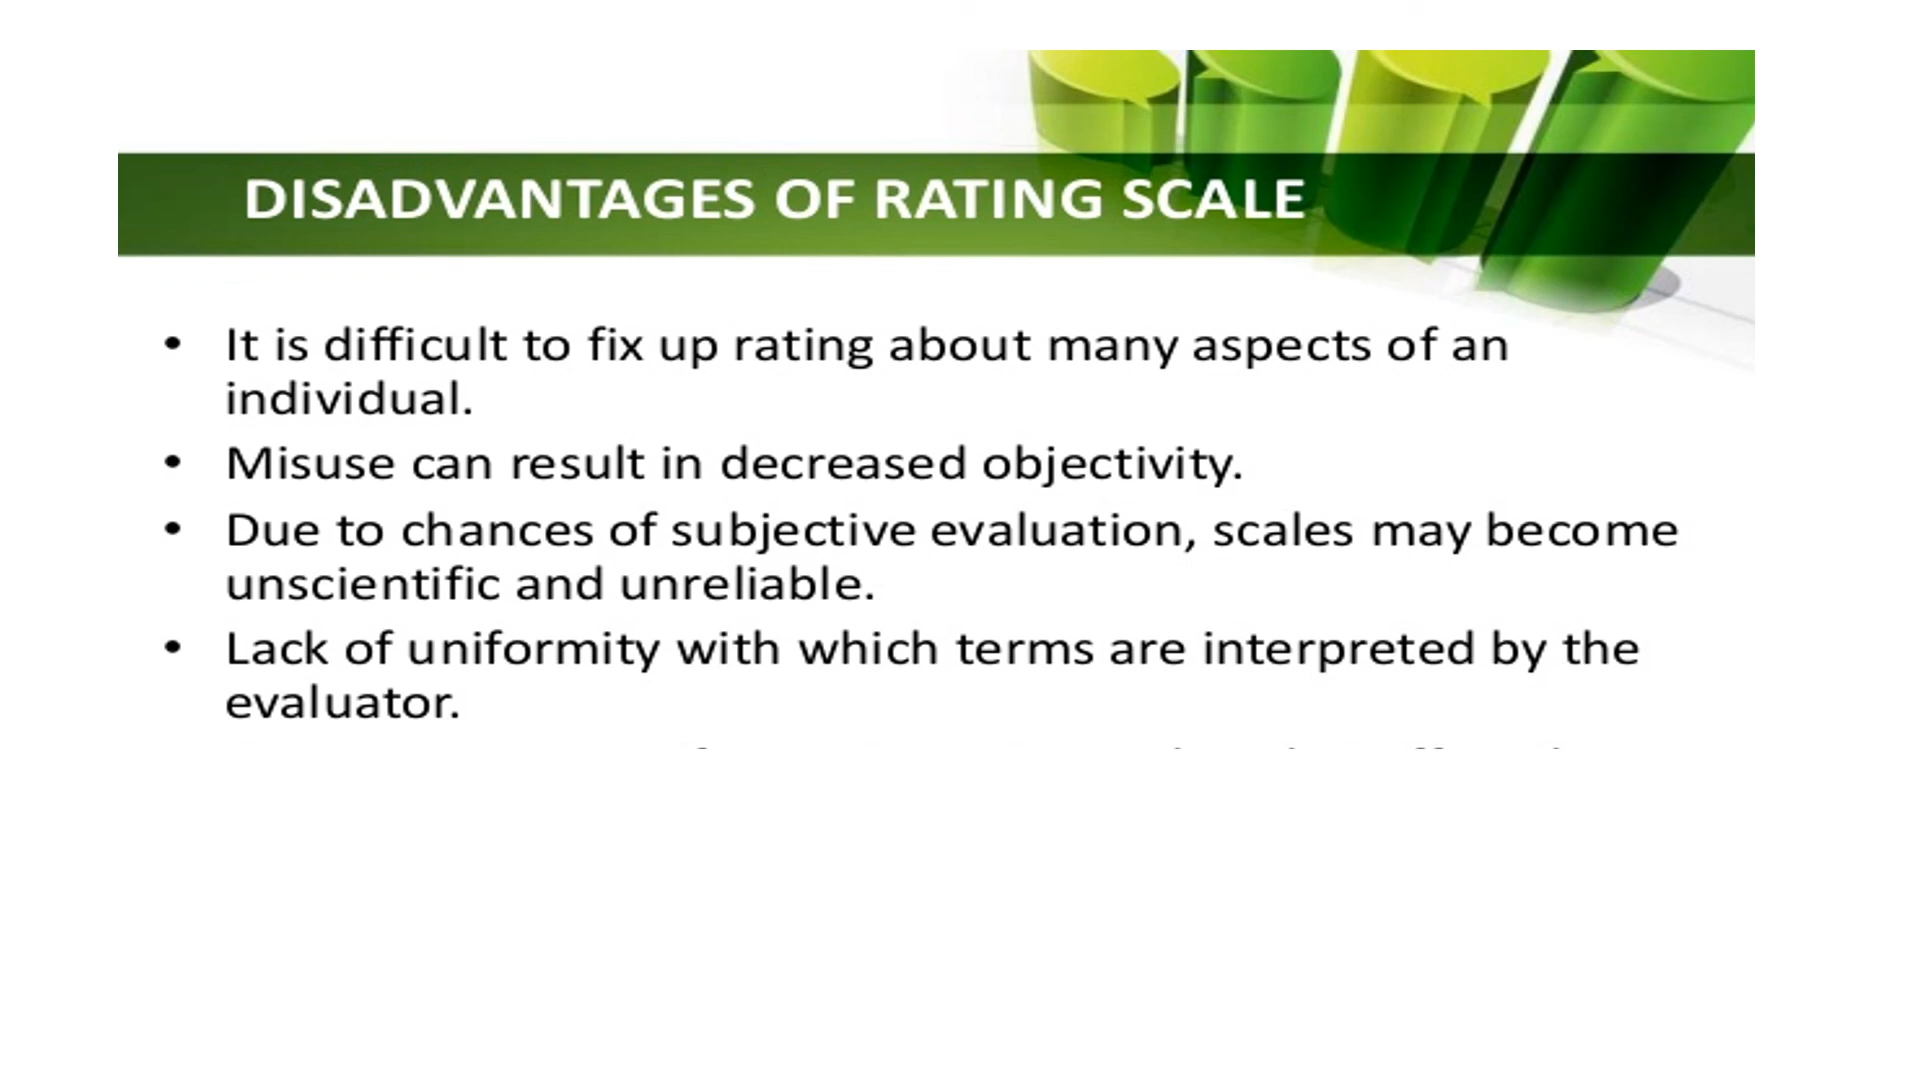 DISADVANTAGES OF RATING SCALE
• It is difficult to fix up rating about many aspects of an
individual.
• Misuse can result in decreased objectivity.
• Due to chances of subjective evaluation, scales may become
unscientific and unreliable.
• Lack of uniformity with which terms are interpreted by the
evaluator.